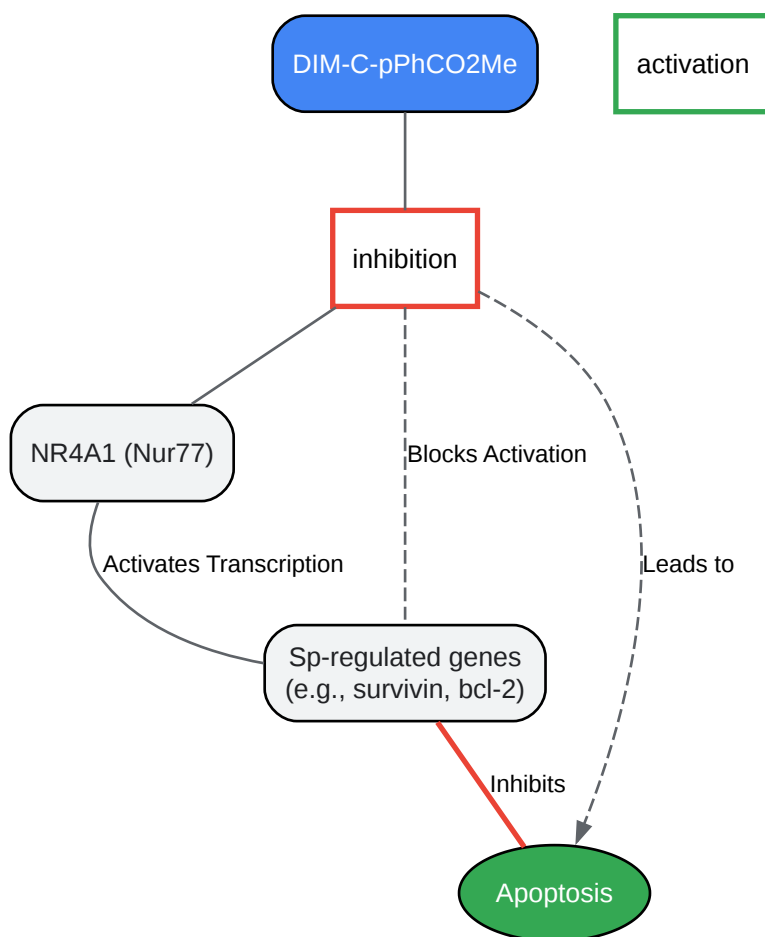 DIM-C-pPhCO2Me
activation
inhibition
NR4A1 (Nur77)
Blocks Activation
Activates Transcription
Leads to
Sp-regulated genes
(e.g., survivin, bcl-2)
Inhibits
Apoptosis